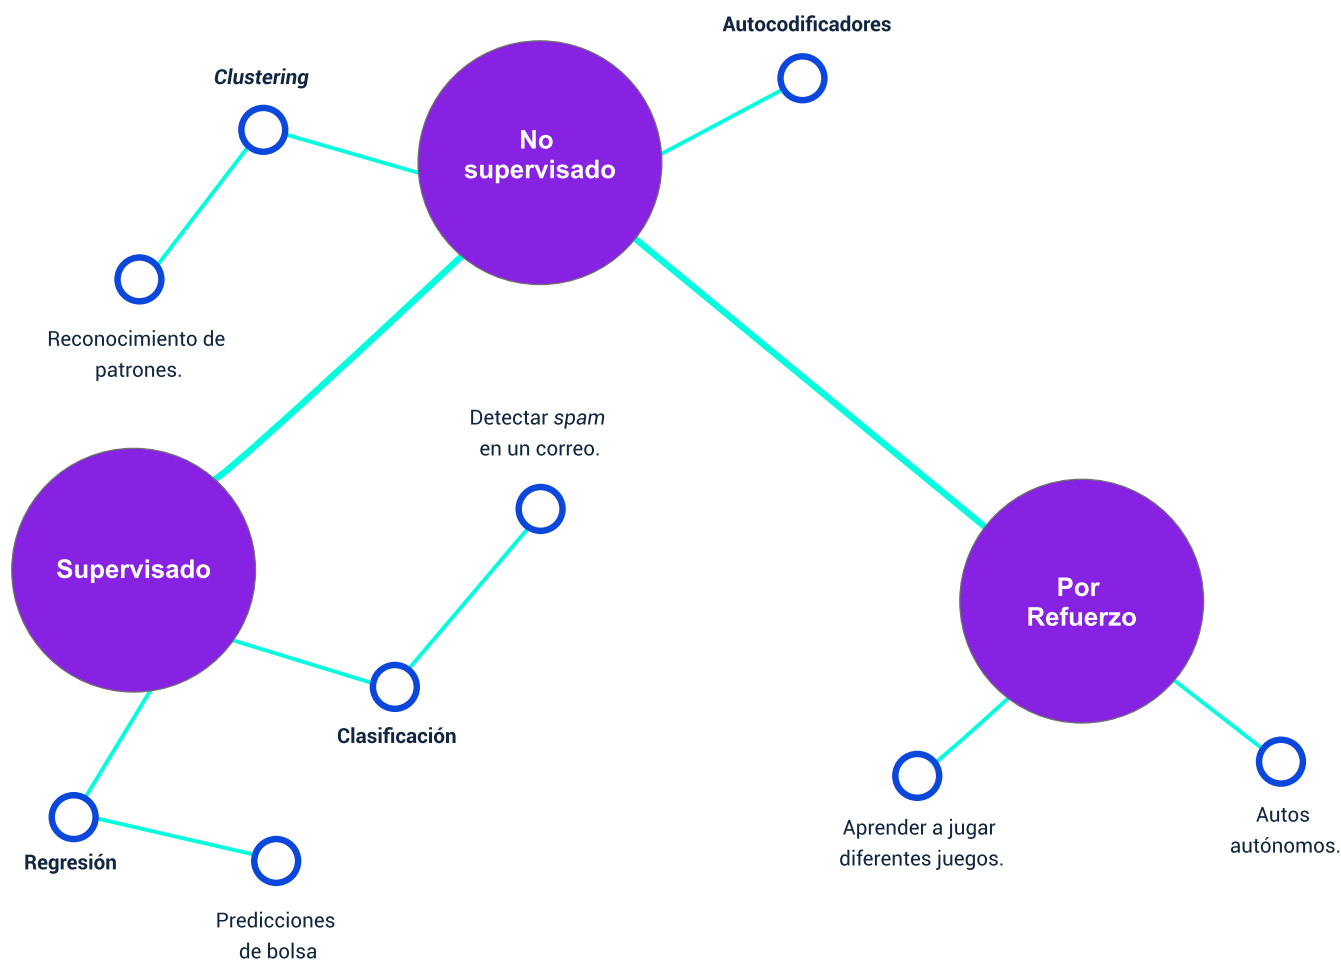 Autocodificadores
Clustering
No
supervisado
Reconocimiento de
patrones.
Detectar spam
en un correo.
Supervisado
Por
Refuerzo
Clasificación
Regresión
Aprender a jugar
diferentes juegos.
Autos
autónomos.
Predicciones
de bolsa